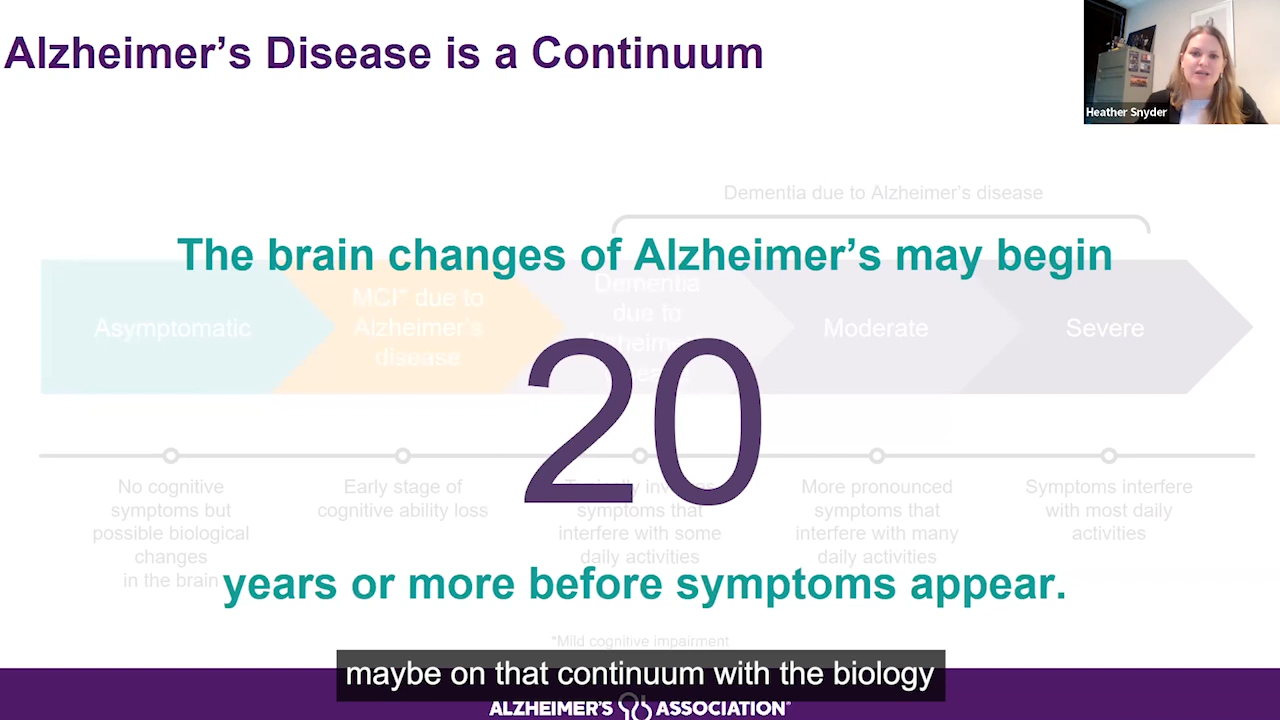 Alzheimer's Disease is a Continuum
Heather Snyder
Dementia due to Alzheimer's disease
The brain changes of Alzheimer's may begin
Asymptomatic
MCI* due to
Alzheimer's
disease
Dementia
due to
Moderate
Severe
20
No cognitive
symptoms but
possible biological
changes
in the brain
Early stage of
cognitive ability loss
symptoms that
interfere with some
daily activities
More pronounced
symptoms that
interfere with many
daily activities
Symptoms interfere
with most daily
activities
years or more before symptoms appear.
*Mild cognitive impairment
maybe on that continuum with the biology
ALZHEIMER'S ASSOCIATION